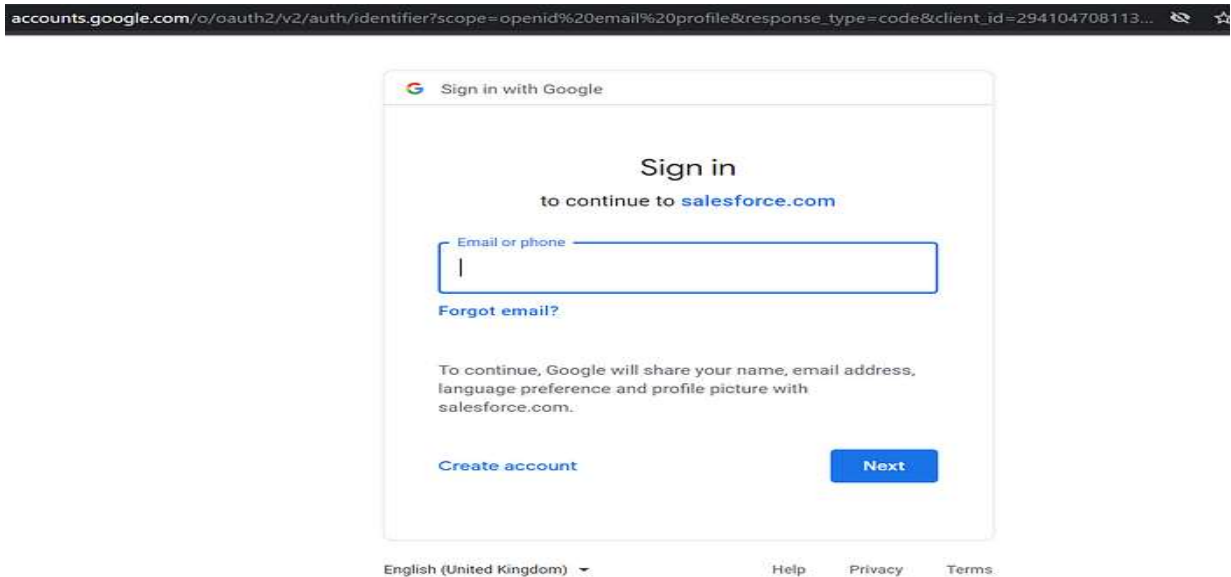 accounts.google.com/o/oauth2/v2/auth/identifier?scope=openid%20email%20profile&response_type=code&client_id=294104708113...
Sign in with Google
Sign in
to continue to salesforce.com
Email or phone
Forgot email?
To continue, Google will share your name, email address,
language preference and profile picture with
salesforce.com.
Create account
Next
English (United Kingdom)
Help Privacy Terms